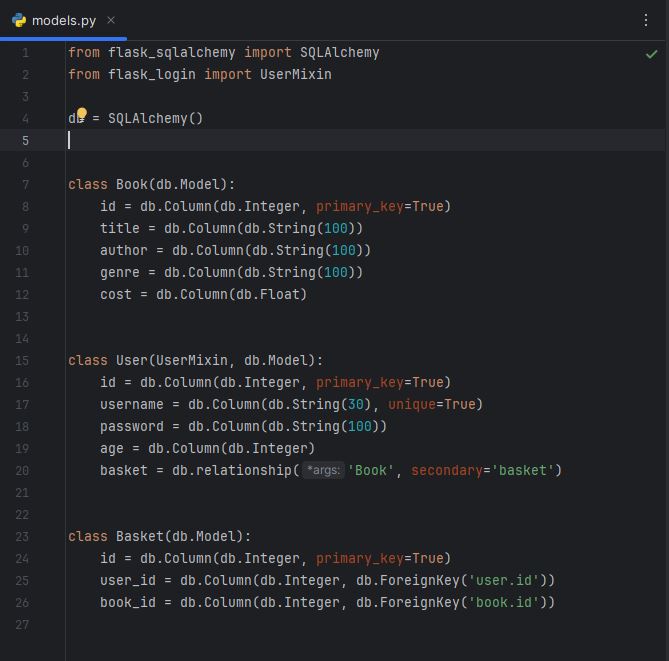 models.py
1 from flask_sqlalchemy import SQLAlchemy
2 from flask_login import UserMixin
3
4 db = SQLAlchemy()
5
6
7 class Book(db.Model):
8     id = db.Column(db.Integer, primary_key=True)
9     title = db.Column(db.String(100))
10     author = db.Column(db.String(100))
11     genre = db.Column(db.String(100))
12     cost = db.Column(db.Float)
13
14
15 class User(UserMixin, db.Model):
16     id = db.Column(db.Integer, primary_key=True)
17     username = db.Column(db.String(30), unique=True)
18     password = db.Column(db.String(100))
19     age = db.Column(db.Integer)
20     basket = db.relationship( *args: 'Book', secondary='basket')
21
22
23 class Basket(db.Model):
24     id = db.Column(db.Integer, primary_key=True)
25     user_id = db.Column(db.Integer, db.ForeignKey('user.id'))
26     book_id = db.Column(db.Integer, db.ForeignKey('book.id'))
27